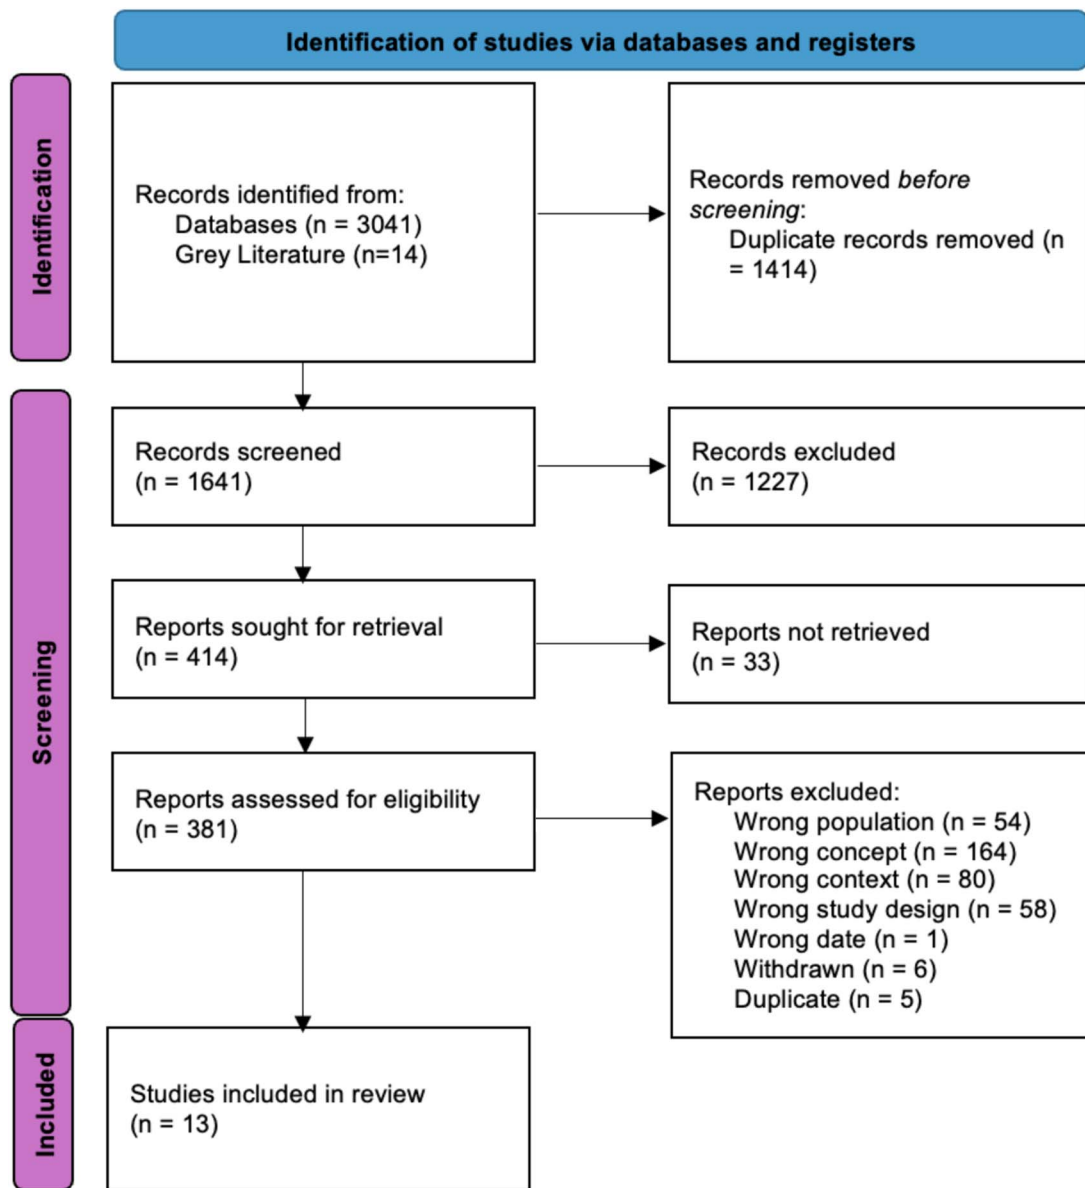 Identification of studies via databases and registers
Identification
Records identified from:
Databases (n = 3041)
Grey Literature (n=14)
Records removed before
screening:
Duplicate records removed (n
= 1414)
Screening
Records screened
(n = 1641)
Records excluded
(n = 1227)
Reports sought for retrieval
(n = 414)
Reports not retrieved
(n = 33)
Reports assessed for eligibility
(n = 381)
Reports excluded:
Wrong population (n = 54)
Wrong concept (n = 164)
Wrong context (n = 80)
Wrong study design (n = 58)
Wrong date (n = 1)
Withdrawn (n = 6)
Duplicate (n = 5)
Included
Studies included in review
(n = 13)